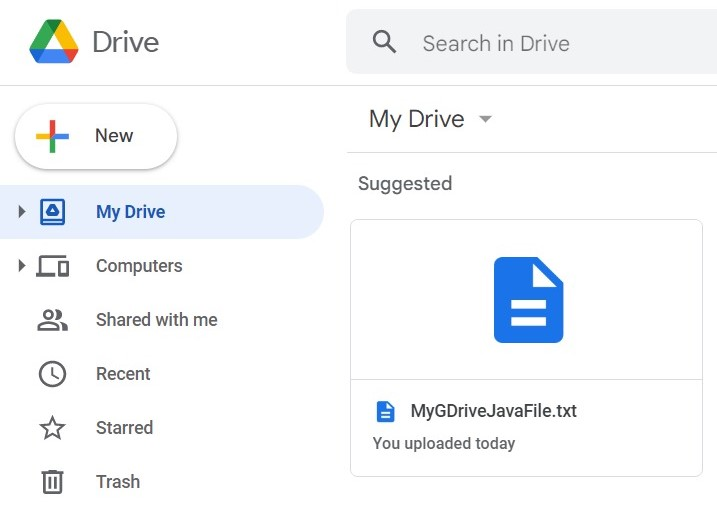 Drive
Search in Drive
New
My Drive
My Drive
Suggested
Computers
Shared with me
Recent
Starred
Trash
MyGDriveJavaFile.txt
You uploaded today